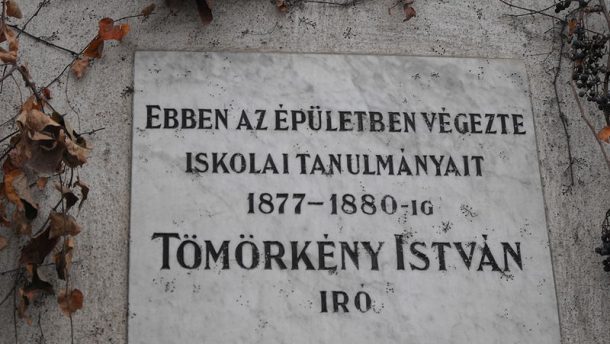 EBBEN AZ ÉPÜLETBEN VÉGEZTE
ISKOLAI TANULMÁNYAIT
1877-1880-IG
TÖMÖRKÉNY ISTVÁN
IRÓ